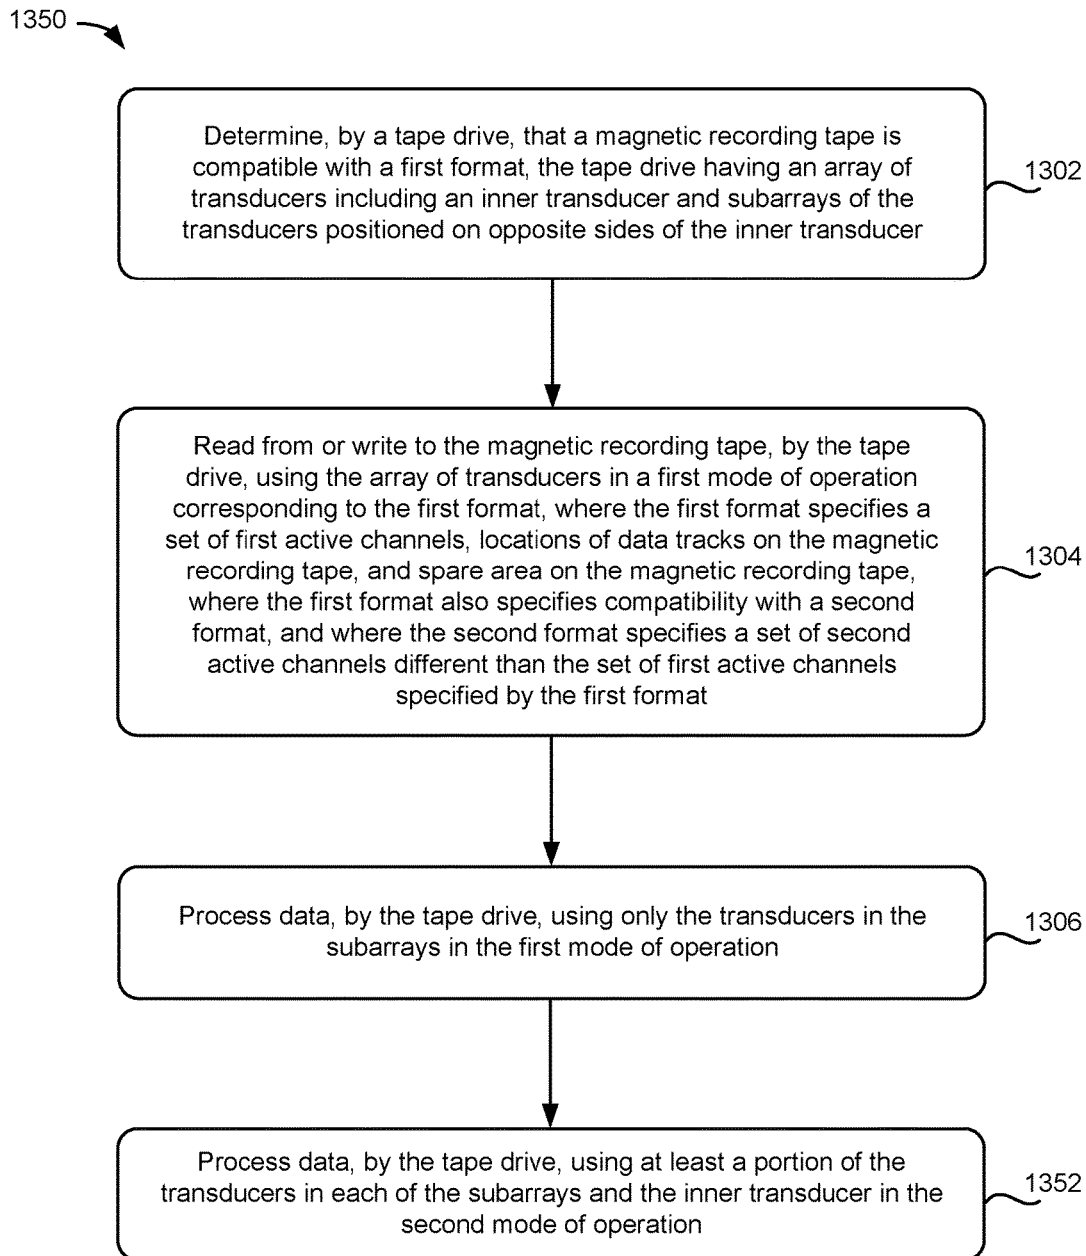 1350
Determine, by a tape drive, that a magnetic recording tape is
compatible with a first format, the tape drive having an array of
transducers including an inner transducer and subarrays of the
transducers positioned on opposite sides of the inner transducer
1302
Read from or write to the magnetic recording tape, by the tape
drive, using the array of transducers in a first mode of operation
corresponding to the first format, where the first format specifies a
set of first active channels, locations of data tracks on the magnetic
recording tape, and spare area on the magnetic recording tape,
where the first format also specifies compatibility with a second
format, and where the second format specifies a set of second
active channels different than the set of first active channels
specified by the first format
1304
Process data, by the tape drive, using only the transducers in the
subarrays in the first mode of operation
1306
Process data, by the tape drive, using at least a portion of the
transducers in each of the subarrays and the inner transducer in the
second mode of operation
1352